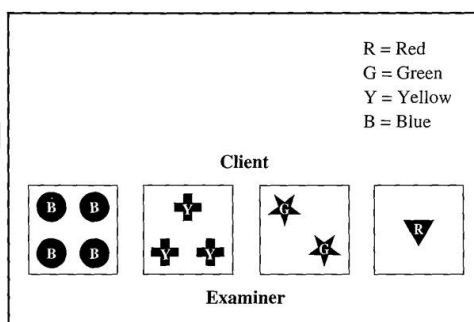 R = Red
G = Green
Y = Yellow
B = Blue
Client
B B Y G
B B Y Y G R
Examiner